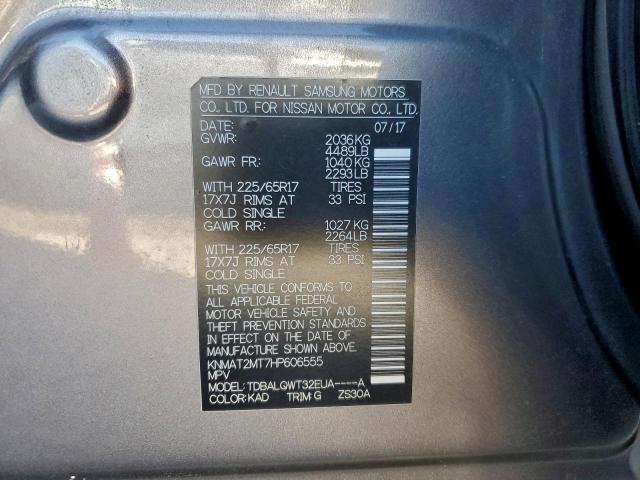 MFD BY RENAULT SAMSUNG MOTORS
CO. LTD. FOR NISSAN MOTOR CO., LTD.
DATE: 07/17
GVWR: 2036KG
4489LB
GAWR FR: 1040KG
2293LB
WITH 225/65R17 TIRES
17X7J RIMS AT 33 PSI
COLD SINGLE
GAWR RR: 1027KG
2264LB
WITH 225/65R17 TIRES
17X7J RIMS AT 33 PSI
COLD SINGLE
THIS VEHICLE CONFORMS TO
ALL APPLICABLE FEDERAL
MOTOR VEHICLE SAFETY AND
THEFT PREVENTION STANDARDS
IN EFFECT ON THE DATE OF
MANUFACTURE SHOWN ABOVE.
KNMAT2MT7HP606555
MPV
MODEL: TDBALQWT32EUA----A
COLOR: KAD TRIM: G ZS30A